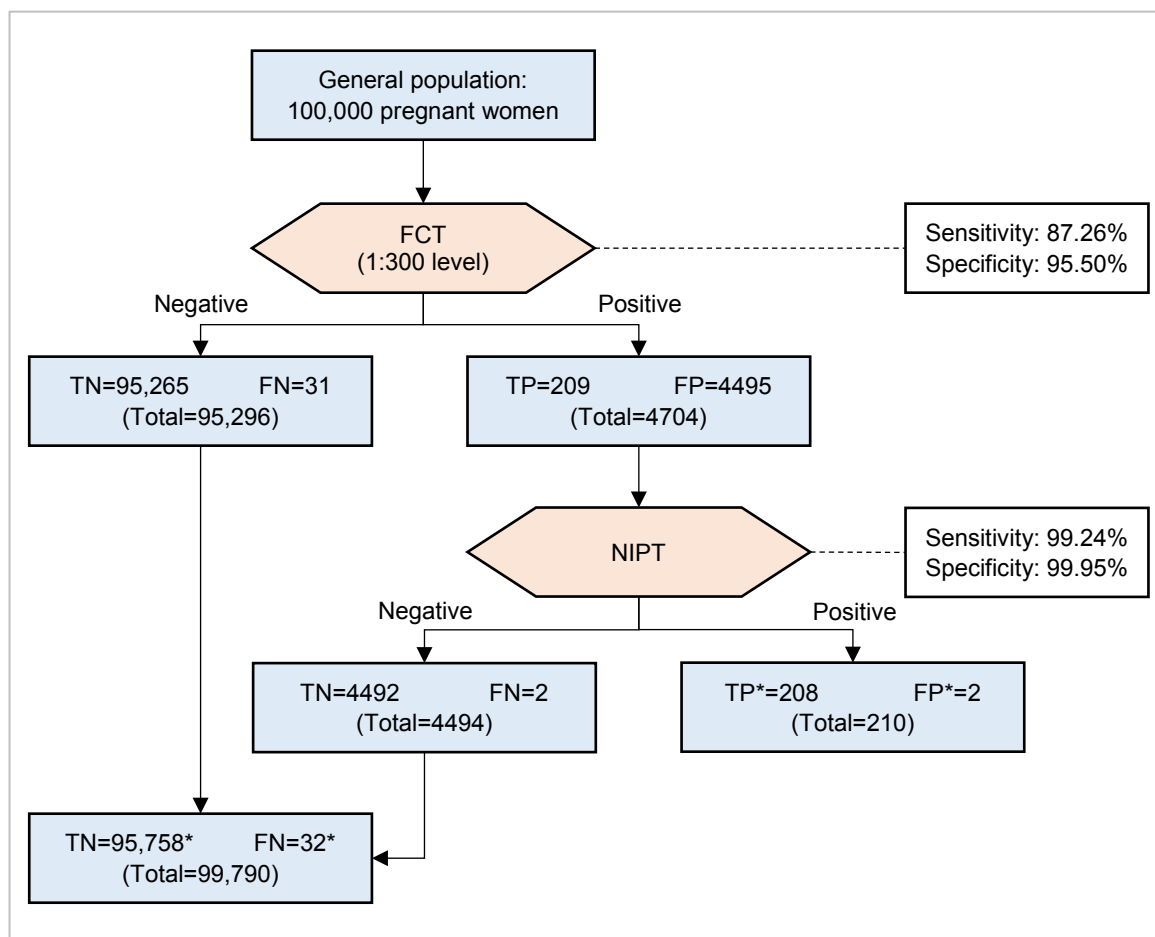 General population:
100,000 pregnant women
FCT
(1:300 level)
Sensitivity: 87.26%
Specificity: 95.50%
Negative
Positive
TN=95,265 FN=31
(Total=95,296)
TP=209 FP=4495
(Total=4704)
NIPT
Sensitivity: 99.24%
Specificity: 99.95%
Negative
Positive
TN=4492 FN=2
(Total=4494)
TP*=208 FP*=2
(Total=210)
TN=95,758* FN=32*
(Total=99,790)